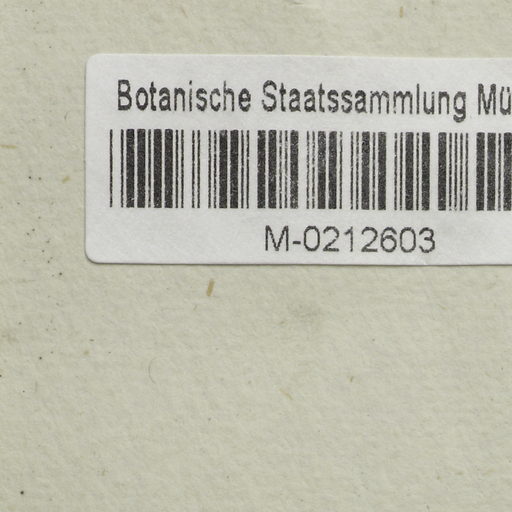 Botanische Staatssammlung Mü
M-0212603